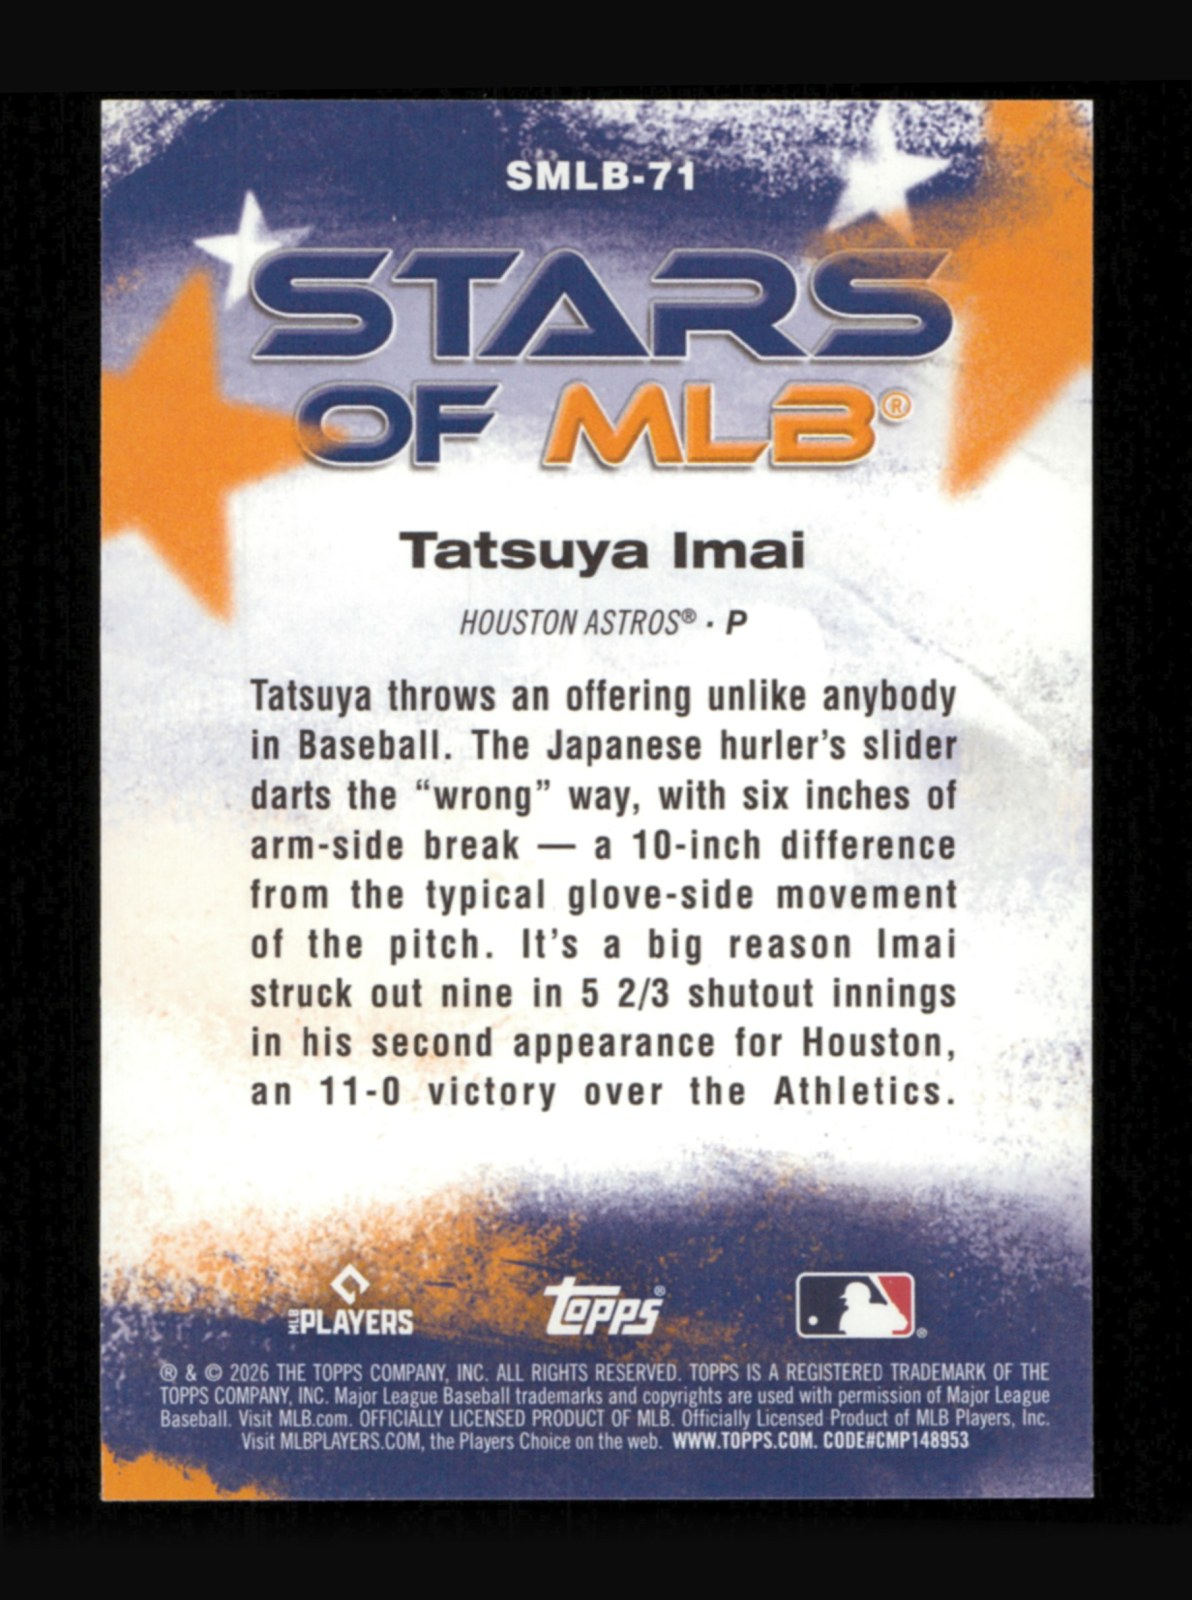 SMLB-71
STARS
OF MLB®
Tatsuya Imai
HOUSTON ASTROS® · P
Tatsuya throws an offering unlike anybody
in Baseball. The Japanese hurler's slider
darts the “wrong” way, with six inches of
arm-side break — a 10-inch difference
from the typical glove-side movement
of the pitch. It's a big reason Imai
struck out nine in 5 2/3 shutout innings
in his second appearance for Houston,
an 11-0 victory over the Athletics.
MLB PLAYERS
topps®
®
® & © 2026 THE TOPPS COMPANY, INC. ALL RIGHTS RESERVED. TOPPS IS A REGISTERED TRADEMARK OF THE
TOPPS COMPANY, INC. Major League Baseball trademarks and copyrights are used with permission of Major League
Baseball. Visit MLB.com. OFFICIALLY LICENSED PRODUCT OF MLB. Officially Licensed Product of MLB Players, Inc.
Visit MLBPLAYERS.COM, the Players Choice on the web. WWW.TOPPS.COM. CODE#CMP148953